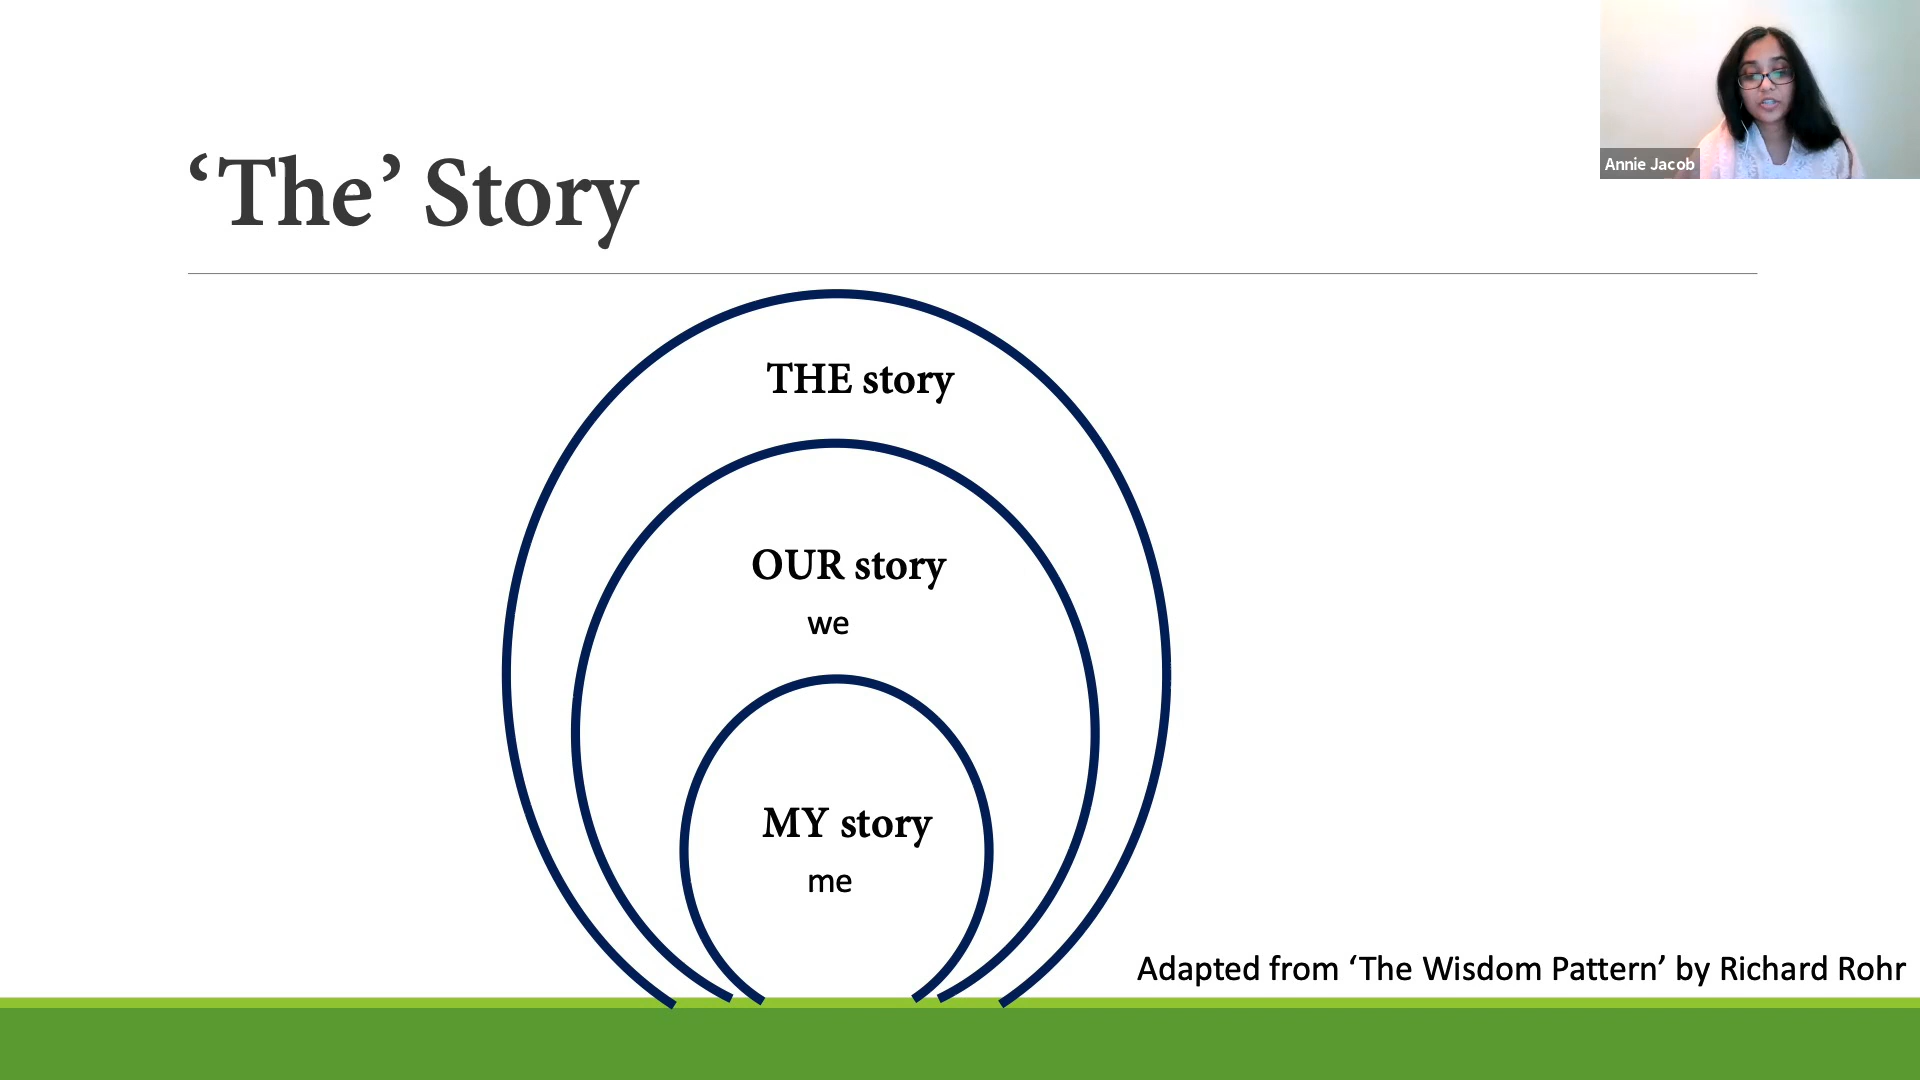 Annie Jacob
‘The’ Story
THE story
OUR story
we
MY story
me
Adapted from ‘The Wisdom Pattern’ by Richard Rohr